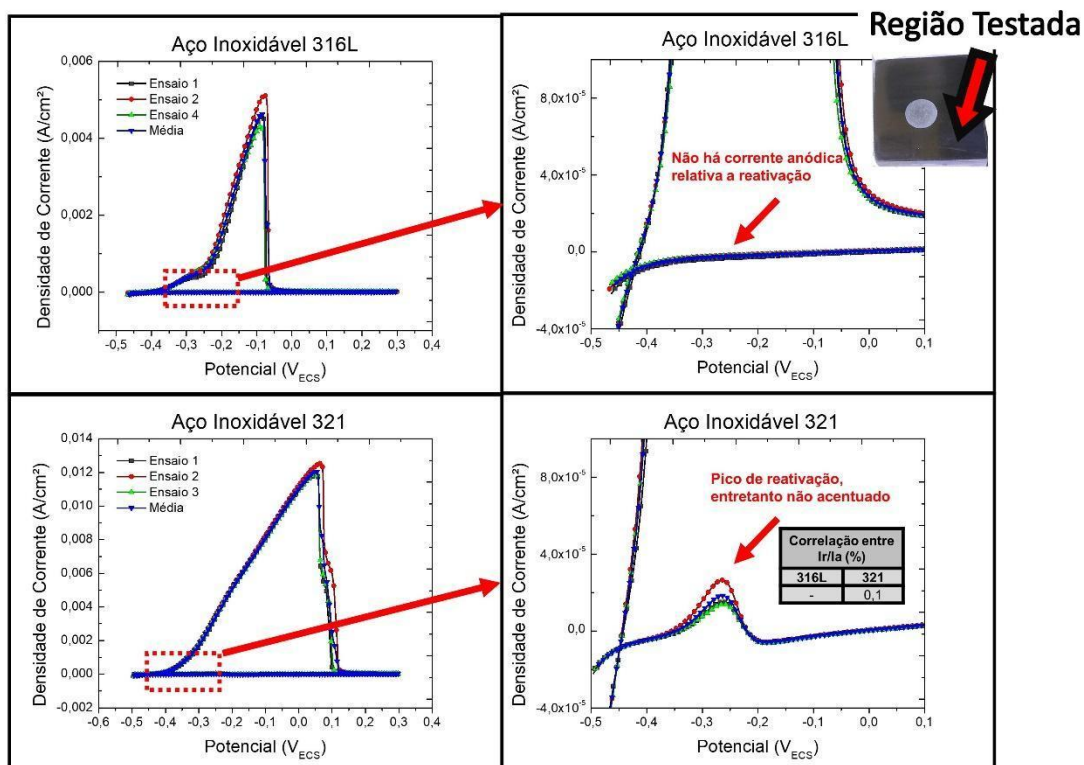 Região Testada
Aço Inoxidável 316L
0,006
0,004
0,002
0,000
Densidade de Corrente (A/cm²)
Ensaio 1
Ensaio 2
Ensaio 4
Média
-0,5 -0,4 -0,3 -0,2 -0,1 0,0 0,1 0,2 0,3 0,4
Potencial (V_ECS)
Aço Inoxidável 316L
8,0x10⁻⁵
4,0x10⁻⁵
0,0
-4,0x10⁻⁵
Densidade de Corrente (A/cm²)
Não há corrente anódica
relativa a reativação
-0,5 -0,4 -0,3 -0,2 -0,1 0,0 0,1
Potencial (V_ECS)
Aço Inoxidável 321
0,014
0,012
0,010
0,008
0,006
0,004
0,002
0,000
-0,002
Densidade de Corrente (A/cm²)
Ensaio 1
Ensaio 2
Ensaio 3
Média
-0,6 -0,5 -0,4 -0,3 -0,2 -0,1 0,0 0,1 0,2 0,3
Potencial (V_ECS)
Aço Inoxidável 321
8,0x10⁻⁵
4,0x10⁻⁵
0,0
-4,0x10⁻⁵
Densidade de Corrente (A/cm²)
Pico de reativação,
entretanto não acentuado
Correlação entre
Ir/Ia (%)
316L 321
- 0,1
-0,5 -0,4 -0,3 -0,2 -0,1 0,0 0,1
Potencial (V_ECS)